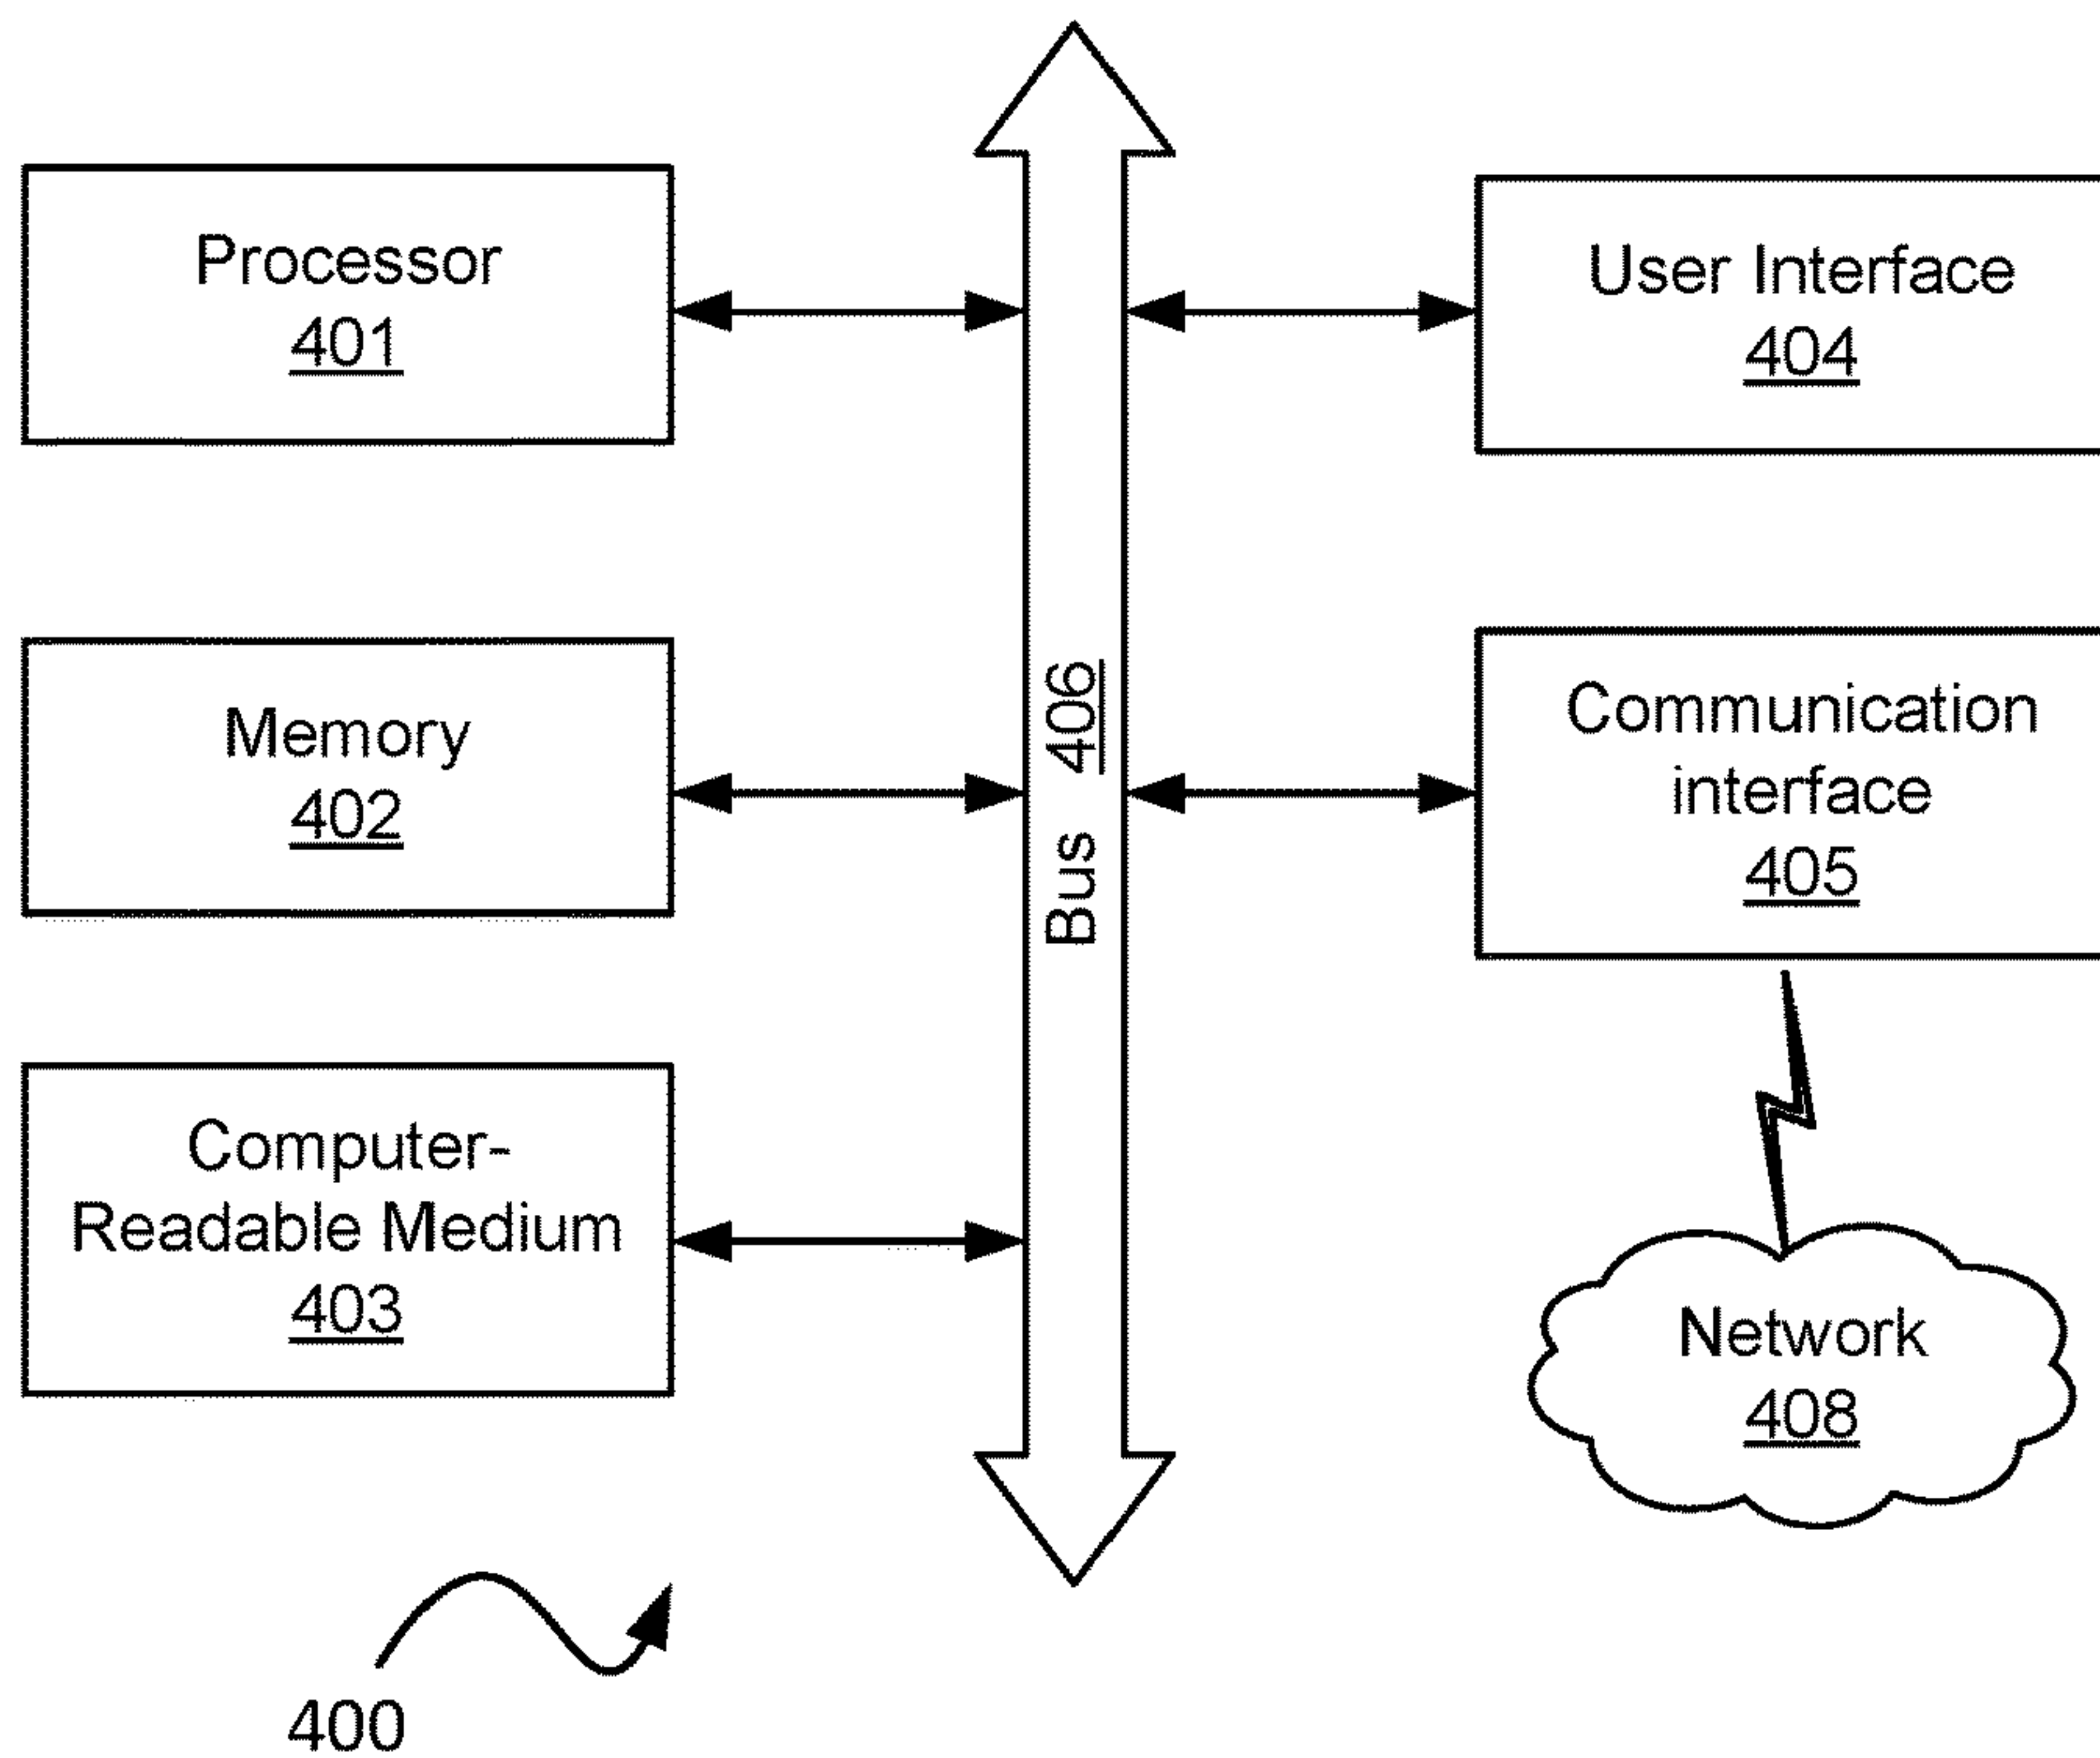 Processor
401
Memory
402
Computer-
Readable Medium
403
Bus 406
User Interface
404
Communication
interface
405
Network
408
400